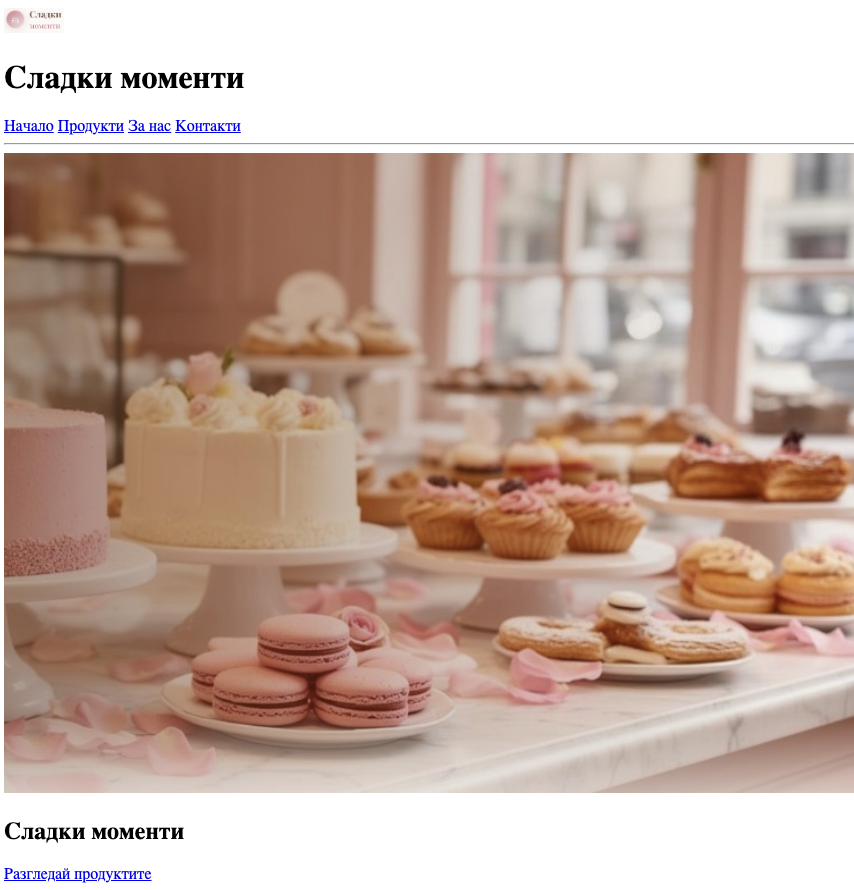 Сладки
моменти
Сладки моменти
Начало Продукти За нас Контакти
Сладки моменти
Разгледай продуктите